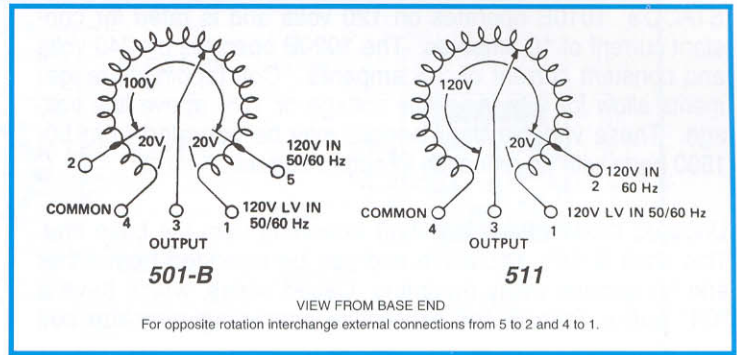 100V
20V
20V
2
120V IN
50/60 Hz
5
COMMON
4
3
1
120V LV IN
50/60 Hz
OUTPUT
501-B
120V
20V
120V IN
2
60 Hz
COMMON
4
3
1
120V LV IN 50/60 Hz
OUTPUT
511
VIEW FROM BASE END
For opposite rotation interchange external connections from 5 to 2 and 4 to 1.